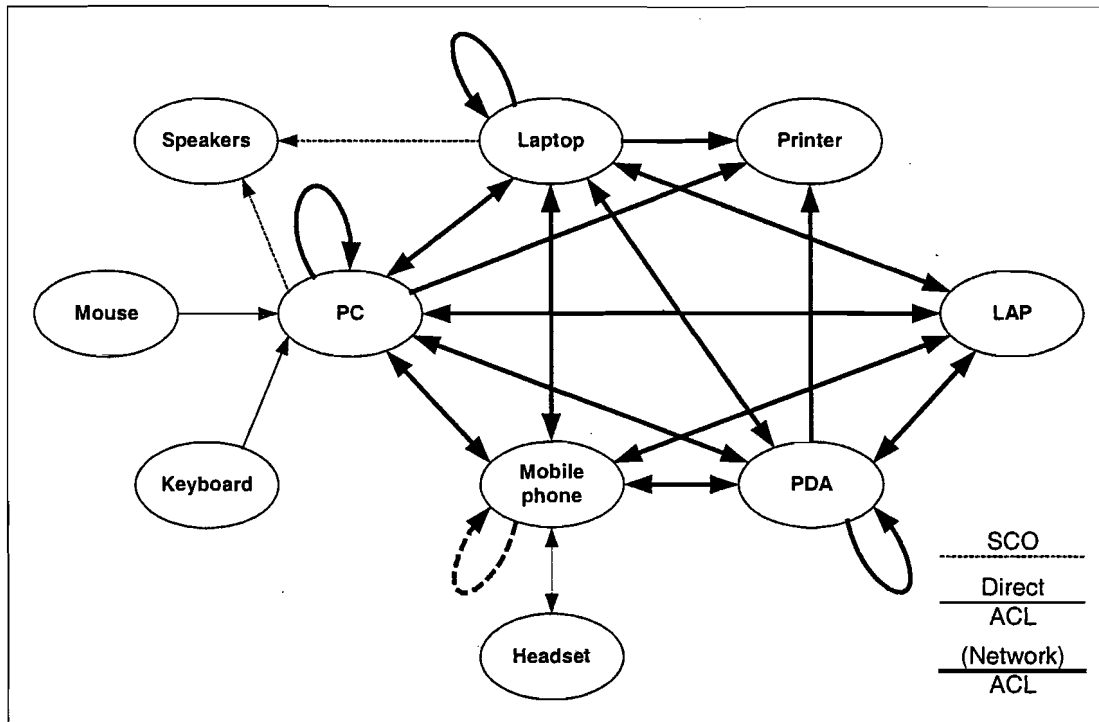 Speakers
Laptop
Printer
Mouse
PC
LAP
Keyboard
Mobile
phone
PDA
Headset
SCO
Direct
ACL
(Network)
ACL